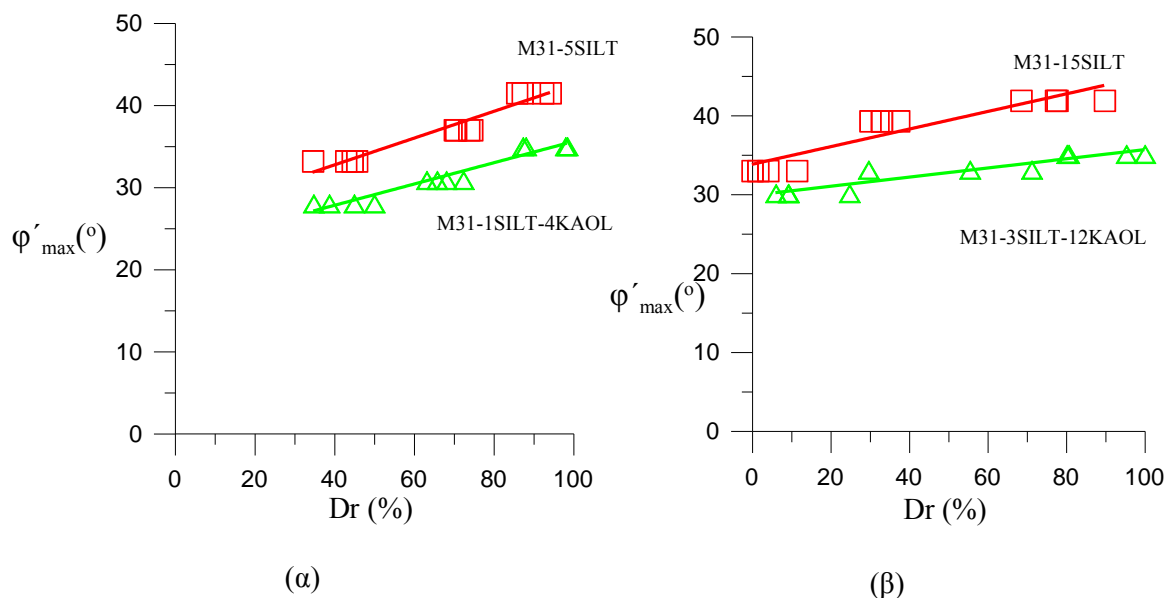 50
M31-5SILT
40
30
M31-1SILT-4KAOL
φ´max(º)
20
10
0
0 20 40 60 80 100
Dr (%)
(α)
50
M31-15SILT
40
30
M31-3SILT-12KAOL
φ´max(º)
20
10
0
0 20 40 60 80 100
Dr (%)
(β)